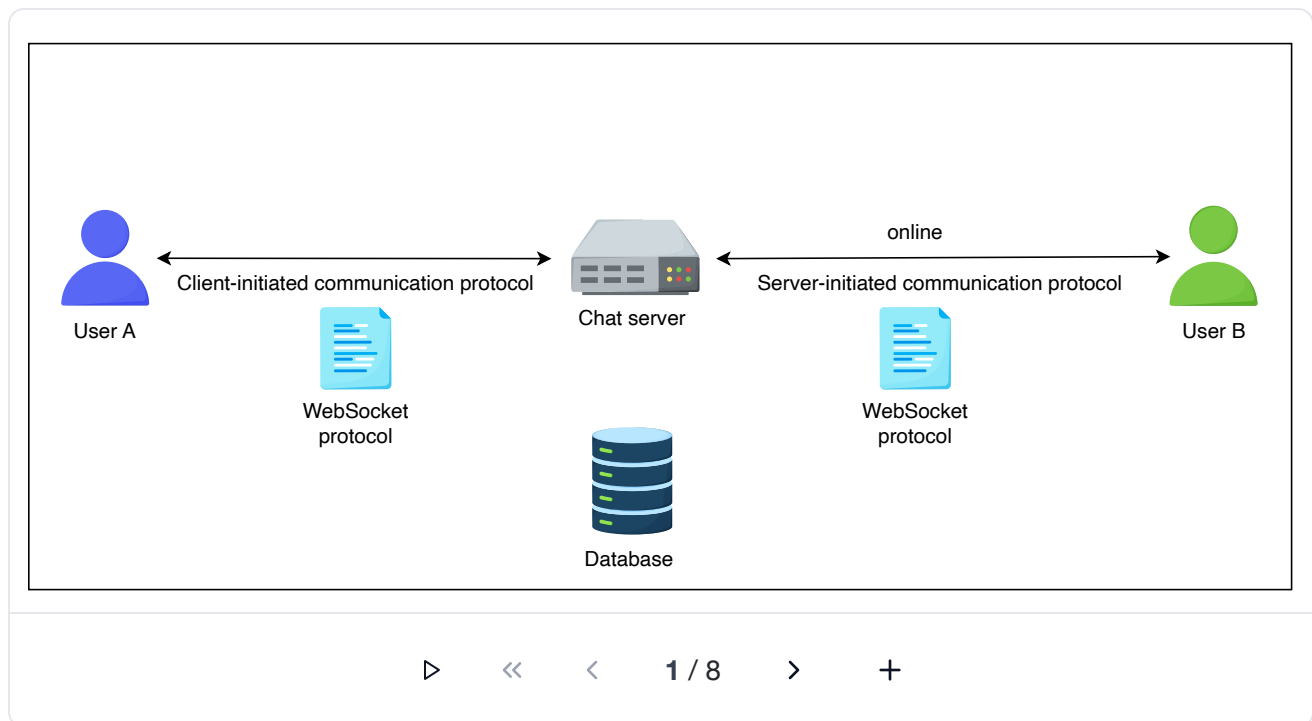 online
Client-initiated communication protocol
Server-initiated communication protocol
User A
Chat server
User B
WebSocket
protocol
WebSocket
protocol
Database
1 / 8